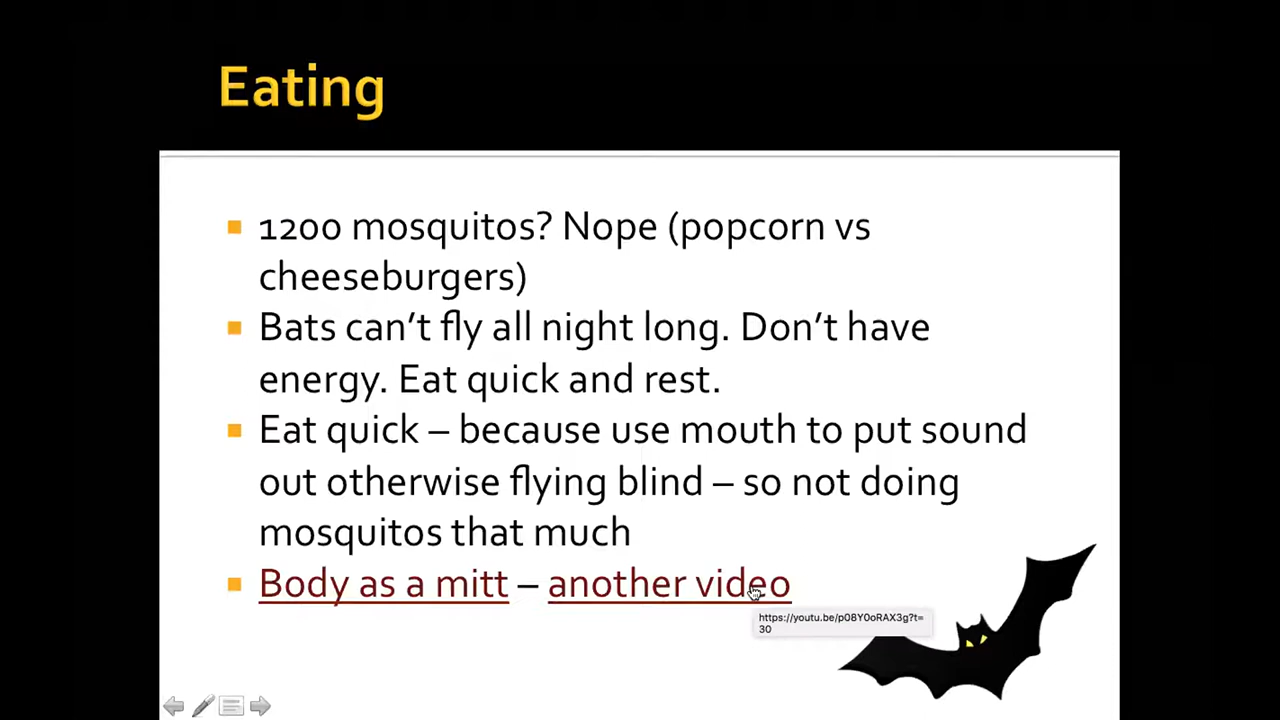 Eating
1200 mosquitos? Nope (popcorn vs
cheeseburgers)
Bats can’t fly all night long. Don’t have
energy. Eat quick and rest.
Eat quick – because use mouth to put sound
out otherwise flying blind – so not doing
mosquitos that much
Body as a mitt – another video
https://youtu.be/p08Y0oRAX3g?t=
30